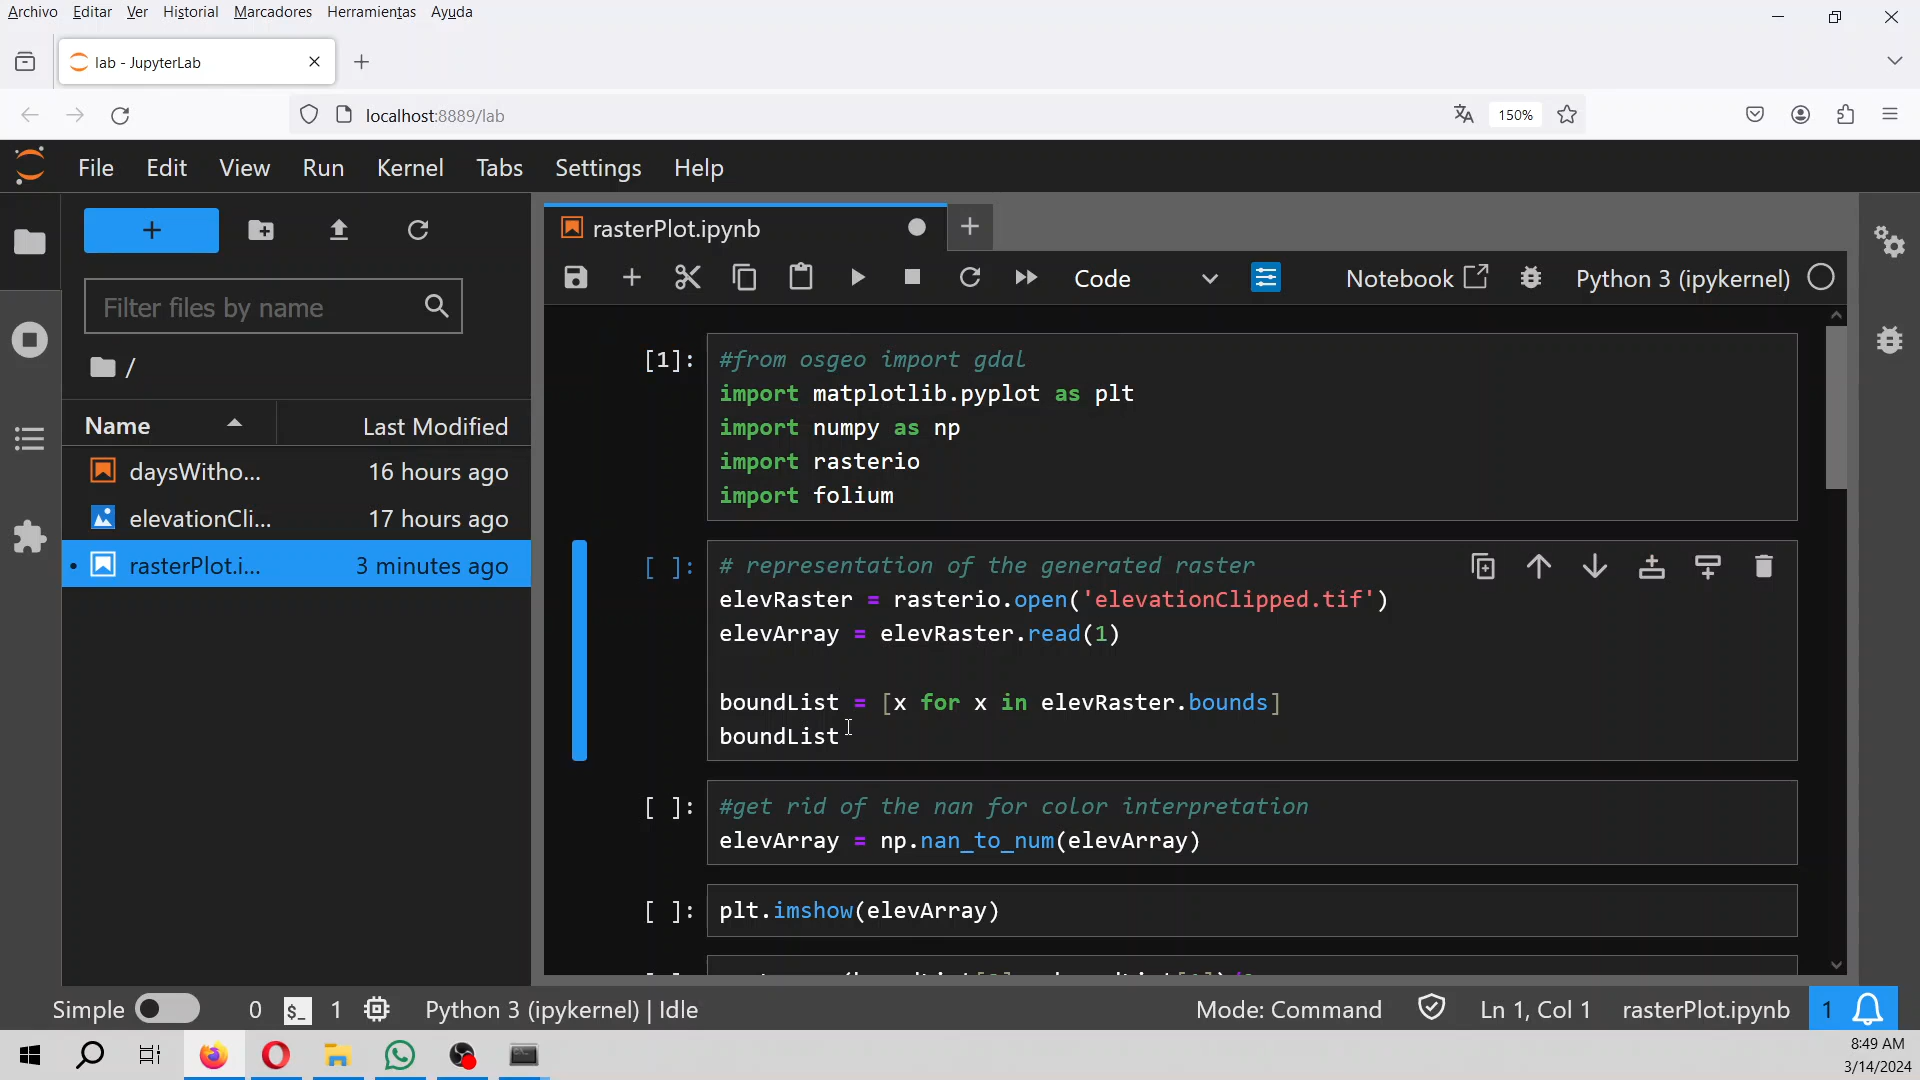 Archivo Editar Ver Historial Marcadores Herramientas Ayuda
lab - JupyterLab
localhost:8889/lab
150%
File Edit View Run Kernel Tabs Settings Help
rasterPlot.ipynb
Code
Notebook
Python 3 (ipykernel)
Filter files by name
/
Name Last Modified
daysWitho... 16 hours ago
elevationCli... 17 hours ago
• rasterPlot.i... 3 minutes ago
[1]: #from osgeo import gdal
import matplotlib.pyplot as plt
import numpy as np
import rasterio
import folium
[ ]: # representation of the generated raster
elevRaster = rasterio.open('elevationClipped.tif')
elevArray = elevRaster.read(1)
boundList = [x for x in elevRaster.bounds]
boundList
[ ]: #get rid of the nan for color interpretation
elevArray = np.nan_to_num(elevArray)
[ ]: plt.imshow(elevArray)
Simple 0 $_ 1 Python 3 (ipykernel) | Idle Mode: Command Ln 1, Col 1 rasterPlot.ipynb 1
8:49 AM
3/14/2024